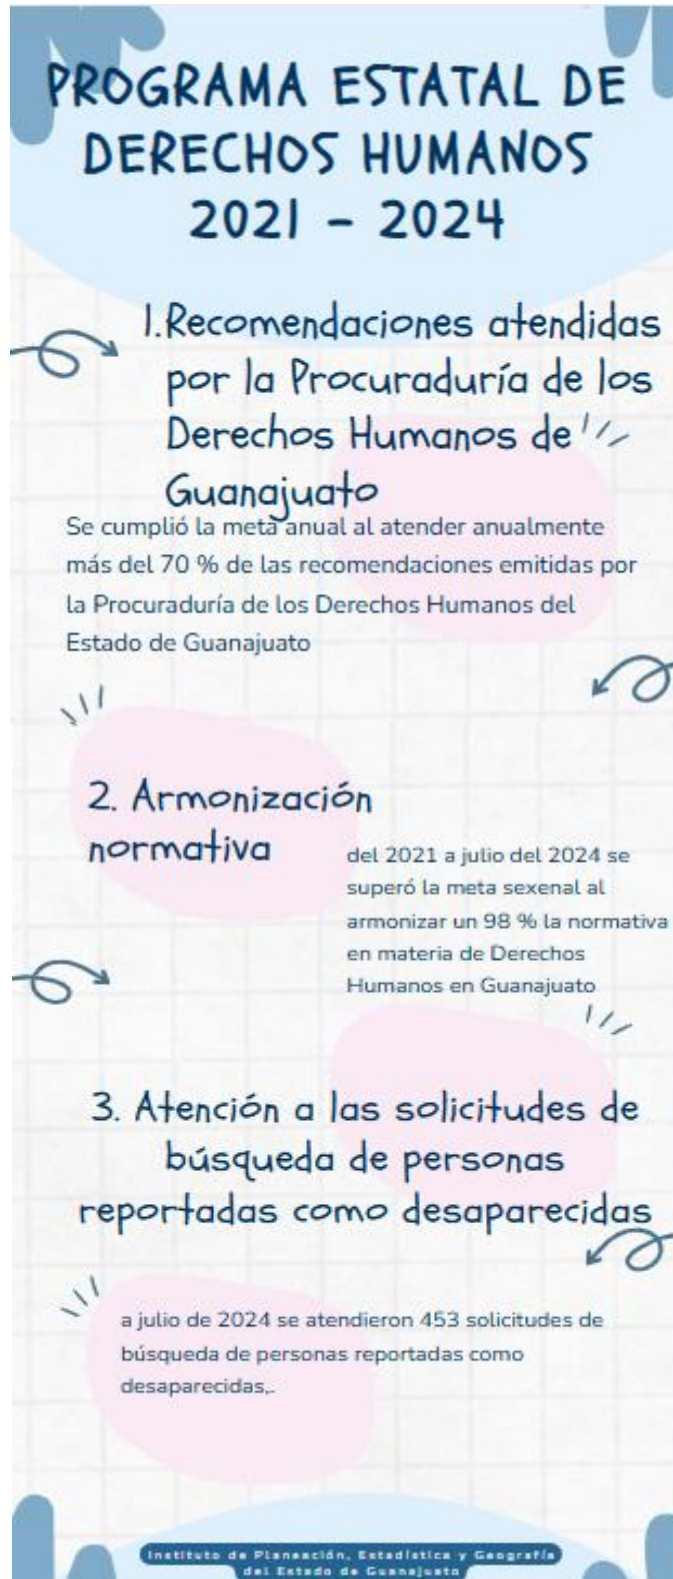 PROGRAMA ESTATAL DE
DERECHOS HUMANOS
2021 - 2024
1.Recomendaciones atendidas
por la Procuraduría de los
Derechos Humanos de
Guanajuato
Se cumplió la meta anual al atender anualmente
más del 70 % de las recomendaciones emitidas por
la Procuraduría de los Derechos Humanos del
Estado de Guanajuato
2. Armonización
normativa
del 2021 a julio del 2024 se
superó la meta sexenal al
armonizar un 98 % la normativa
en materia de Derechos
Humanos en Guanajuato
3. Atención a las solicitudes de
búsqueda de personas
reportadas como desaparecidas
a julio de 2024 se atendieron 453 solicitudes de
búsqueda de personas reportadas como
desaparecidas,.
Instituto de Planeación, Estadística y Geografía
del Estado de Guanajuato